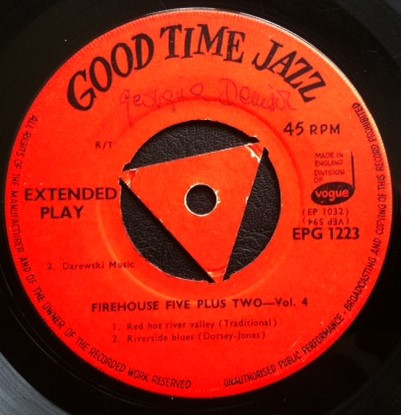 GOOD TIME JAZZ
R/T
45 RPM
MADE IN
ENGLAND
DIVISION
OF
vogue
EXTENDED
PLAY
(EP 1032)
(VEP 594)
EPG 1223
2. Darewski Music
FIREHOUSE FIVE PLUS TWO—Vol. 4
1. Red hot river valley (Traditional)
2. Riverside blues (Dorsey-Jones)
ALL RIGHTS OF THE MANUFACTURER AND OF THE OWNER OF THE RECORDED WORK RESERVED
UNAUTHORISED PUBLIC PERFORMANCE - BROADCASTING AND COPYING OF THIS RECORD PROHIBITED